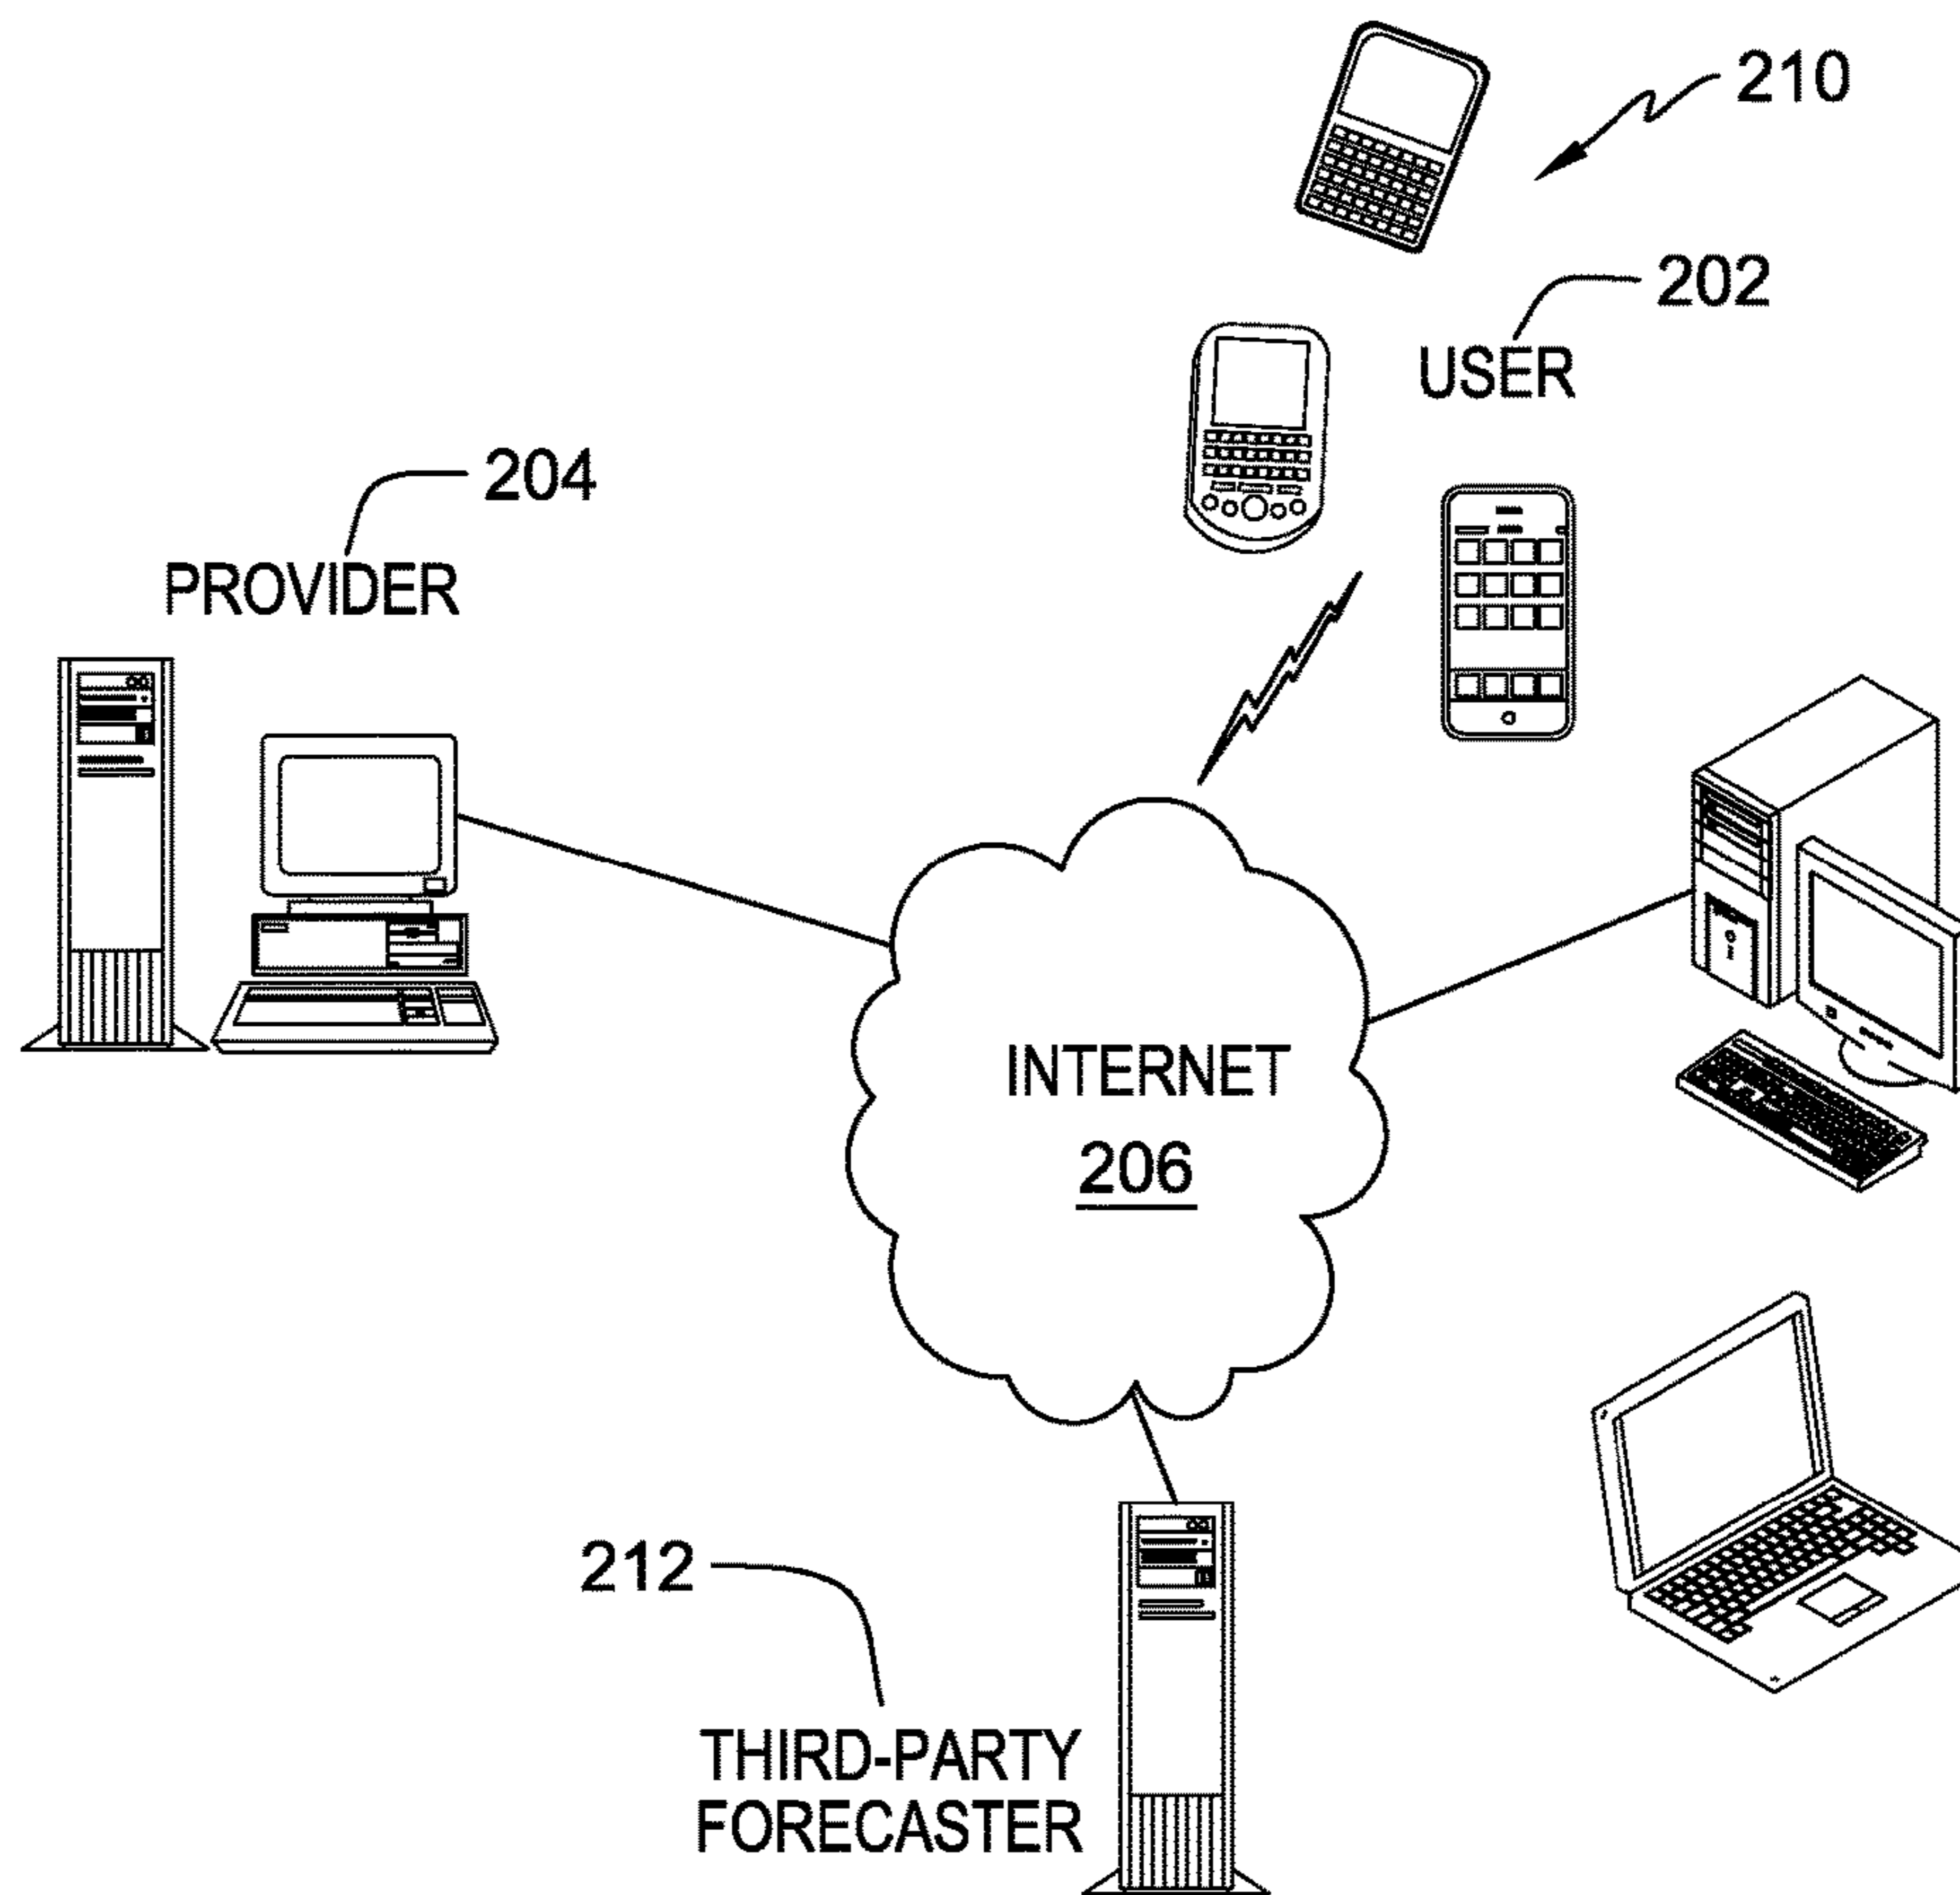 210
202
USER
204
PROVIDER
INTERNET
206
212
THIRD-PARTY
FORECASTER